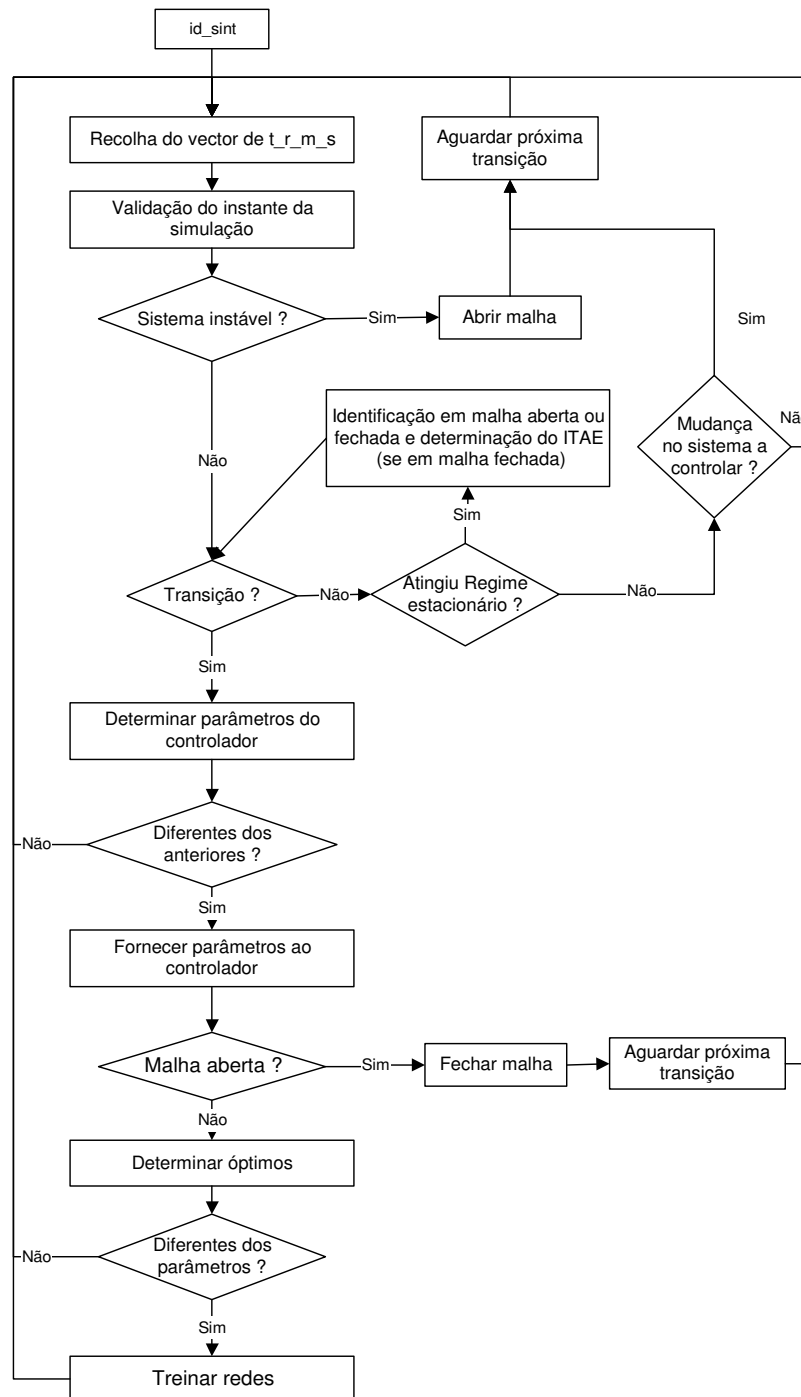 id_sint
Recolha do vector de t_r_m_s
Aguardar próxima
transição
Validação do instante da
simulação
Sistema instável ?
Sim
Abrir malha
Sim
Identificação em malha aberta ou
fechada e determinação do ITAE
(se em malha fechada)
Mudança
no sistema a
controlar ?
Não
Não
Sim
Transição ?
Não
Atingiu Regime
estacionário ?
Não
Sim
Determinar parâmetros do
controlador
Diferentes dos
anteriores ?
Não
Sim
Fornecer parâmetros ao
controlador
Malha aberta ?
Sim
Fechar malha
Aguardar próxima
transição
Não
Determinar óptimos
Diferentes dos
parâmetros ?
Não
Sim
Treinar redes